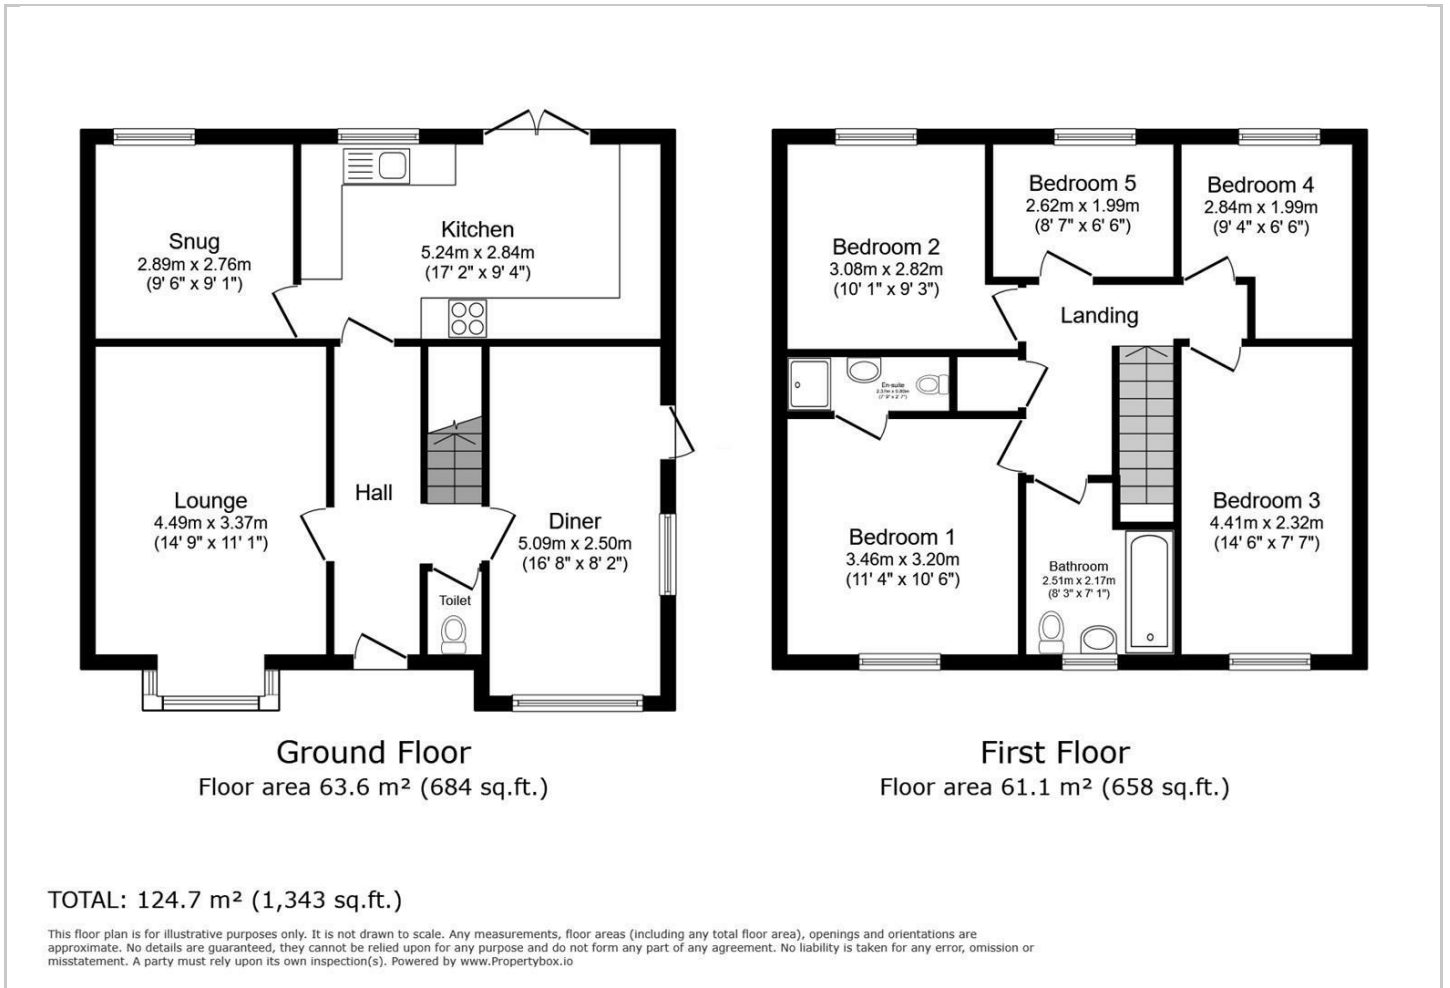 Snug
2.89m x 2.76m
(9' 6" x 9' 1")
Kitchen
5.24m x 2.84m
(17' 2" x 9' 4")
Lounge
4.49m x 3.37m
(14' 9" x 11' 1")
Hall
Diner
5.09m x 2.50m
(16' 8" x 8' 2")
Toilet
Ground Floor
Floor area 63.6 m² (684 sq.ft.)
Bedroom 2
3.08m x 2.82m
(10' 1" x 9' 3")
Bedroom 5
2.62m x 1.99m
(8' 7" x 6' 6")
Bedroom 4
2.84m x 1.99m
(9' 4" x 6' 6")
Landing
En-suite
(7' 9" x 2' 7")
Bedroom 1
3.46m x 3.20m
(11' 4" x 10' 6")
Bathroom
2.51m x 2.17m
(8' 3" x 7' 1")
Bedroom 3
4.41m x 2.32m
(14' 6" x 7' 7")
First Floor
Floor area 61.1 m² (658 sq.ft.)
TOTAL: 124.7 m² (1,343 sq.ft.)
This floor plan is for illustrative purposes only. It is not drawn to scale. Any measurements, floor areas (including any total floor area), openings and orientations are
approximate. No details are guaranteed, they cannot be relied upon for any purpose and do not form any part of any agreement. No liability is taken for any error, omission or
misstatement. A party must rely upon its own inspection(s). Powered by www.Propertybox.io